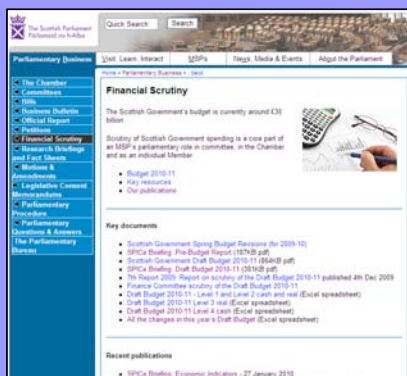 The Scottish Parliament
Pàrlamaid na h-Alba
Quick Search
Search
Parliamentary Business
Visit Learn Interact
MSPs
News, Media & Events
About the Parliament
Home » Parliamentary Business » back
The Chamber
Committees
Bills
Business Bulletin
Official Report
Petitions
Financial Scrutiny
Research Briefings
and Fact Sheets
Motions &
Amendments
Legislative Consent
Memorandums
Parliamentary
Procedure
Parliamentary
Questions & Answers
The Parliamentary
Bureau
Financial Scrutiny
The Scottish Government's budget is currently around
billion
Scrutiny of Scottish Government spending is a core part of
an MSP's parliamentary role in committee, in the Chamber
and as an individual Member
Budget 2010-11
Key resources
Our publications
Key documents
Scottish Government Spring Budget Revisions (for 2009-10)
SPICe Briefing: Pre-Budget Report (187KB pdf)
Scottish Government Draft Budget 2010-11 (864KB pdf)
SPICe Briefing: Draft Budget 2010-11 (381KB pdf)
7th Report 2009: Report on scrutiny of the Draft Budget 2010-11 published 4th Dec 2009
Finance Committee scrutiny of the Draft Budget 2010-11
Draft Budget 2010-11 - Level 1 and Level 2 cash and real (Excel spreadsheet)
Draft Budget 2010-11 Level 3 real (Excel spreadsheet)
Draft Budget 2010-11 Level 4 cash (Excel spreadsheet)
All the changes in this year's Draft Budget (Excel spreadsheet)
Recent publications
SPICe Briefing: Economic Indicators - 27 January 2010